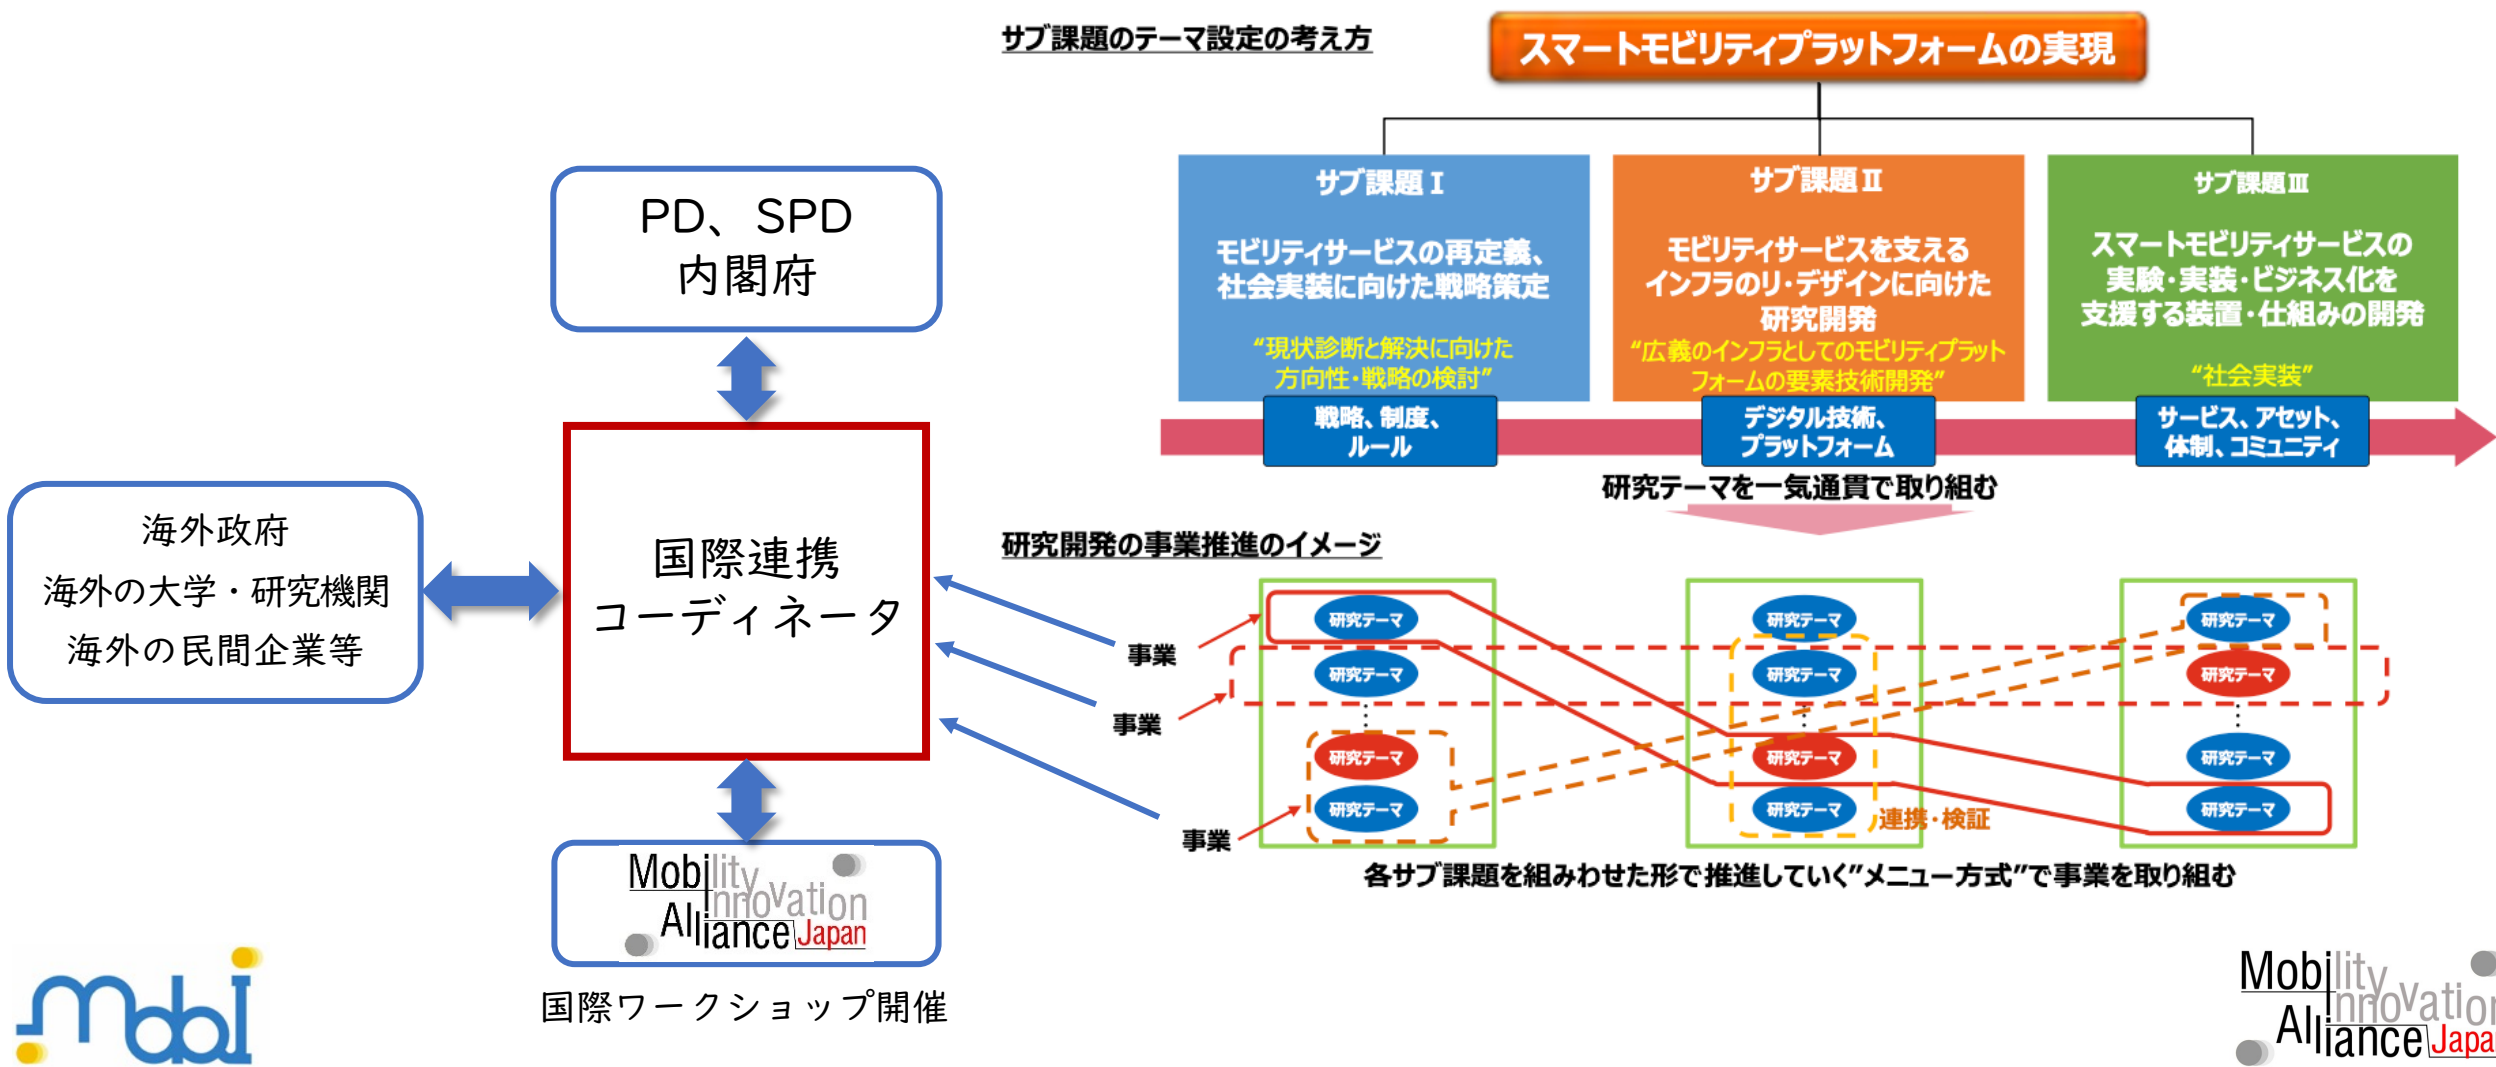 サブ課題のテーマ設定の考え方
スマートモビリティプラットフォームの実現
サブ課題Ⅰ
モビリティサービスの再定義、
社会実装に向けた戦略策定
“現状診断と解決に向けた
方向性・戦略の検討”
戦略、制度、
ルール
サブ課題Ⅱ
モビリティサービスを支える
インフラのリ・デザインに向けた
研究開発
“広義のインフラとしてのモビリティプラット
フォームの要素技術開発”
デジタル技術、
プラットフォーム
サブ課題Ⅲ
スマートモビリティサービスの
実験・実装・ビジネス化を
支援する装置・仕組みの開発
“社会実装”
サービス、アセット、
体制、コミュニティ
研究テーマを一気通貫で取り組む
研究開発の事業推進のイメージ
事業
事業
事業
研究テーマ
研究テーマ
研究テーマ
研究テーマ
研究テーマ
研究テーマ
研究テーマ
研究テーマ
連携・検証
研究テーマ
研究テーマ
研究テーマ
研究テーマ
各サブ課題を組みわせた形で推進していく”メニュー方式”で事業を取り組む
PD、SPD
内閣府
海外政府
海外の大学・研究機関
海外の民間企業等
国際連携
コーディネータ
Mobility
Innovation
Alliance Japan
国際ワークショップ開催
mobi
Mobility
Innovation
Alliance Japa